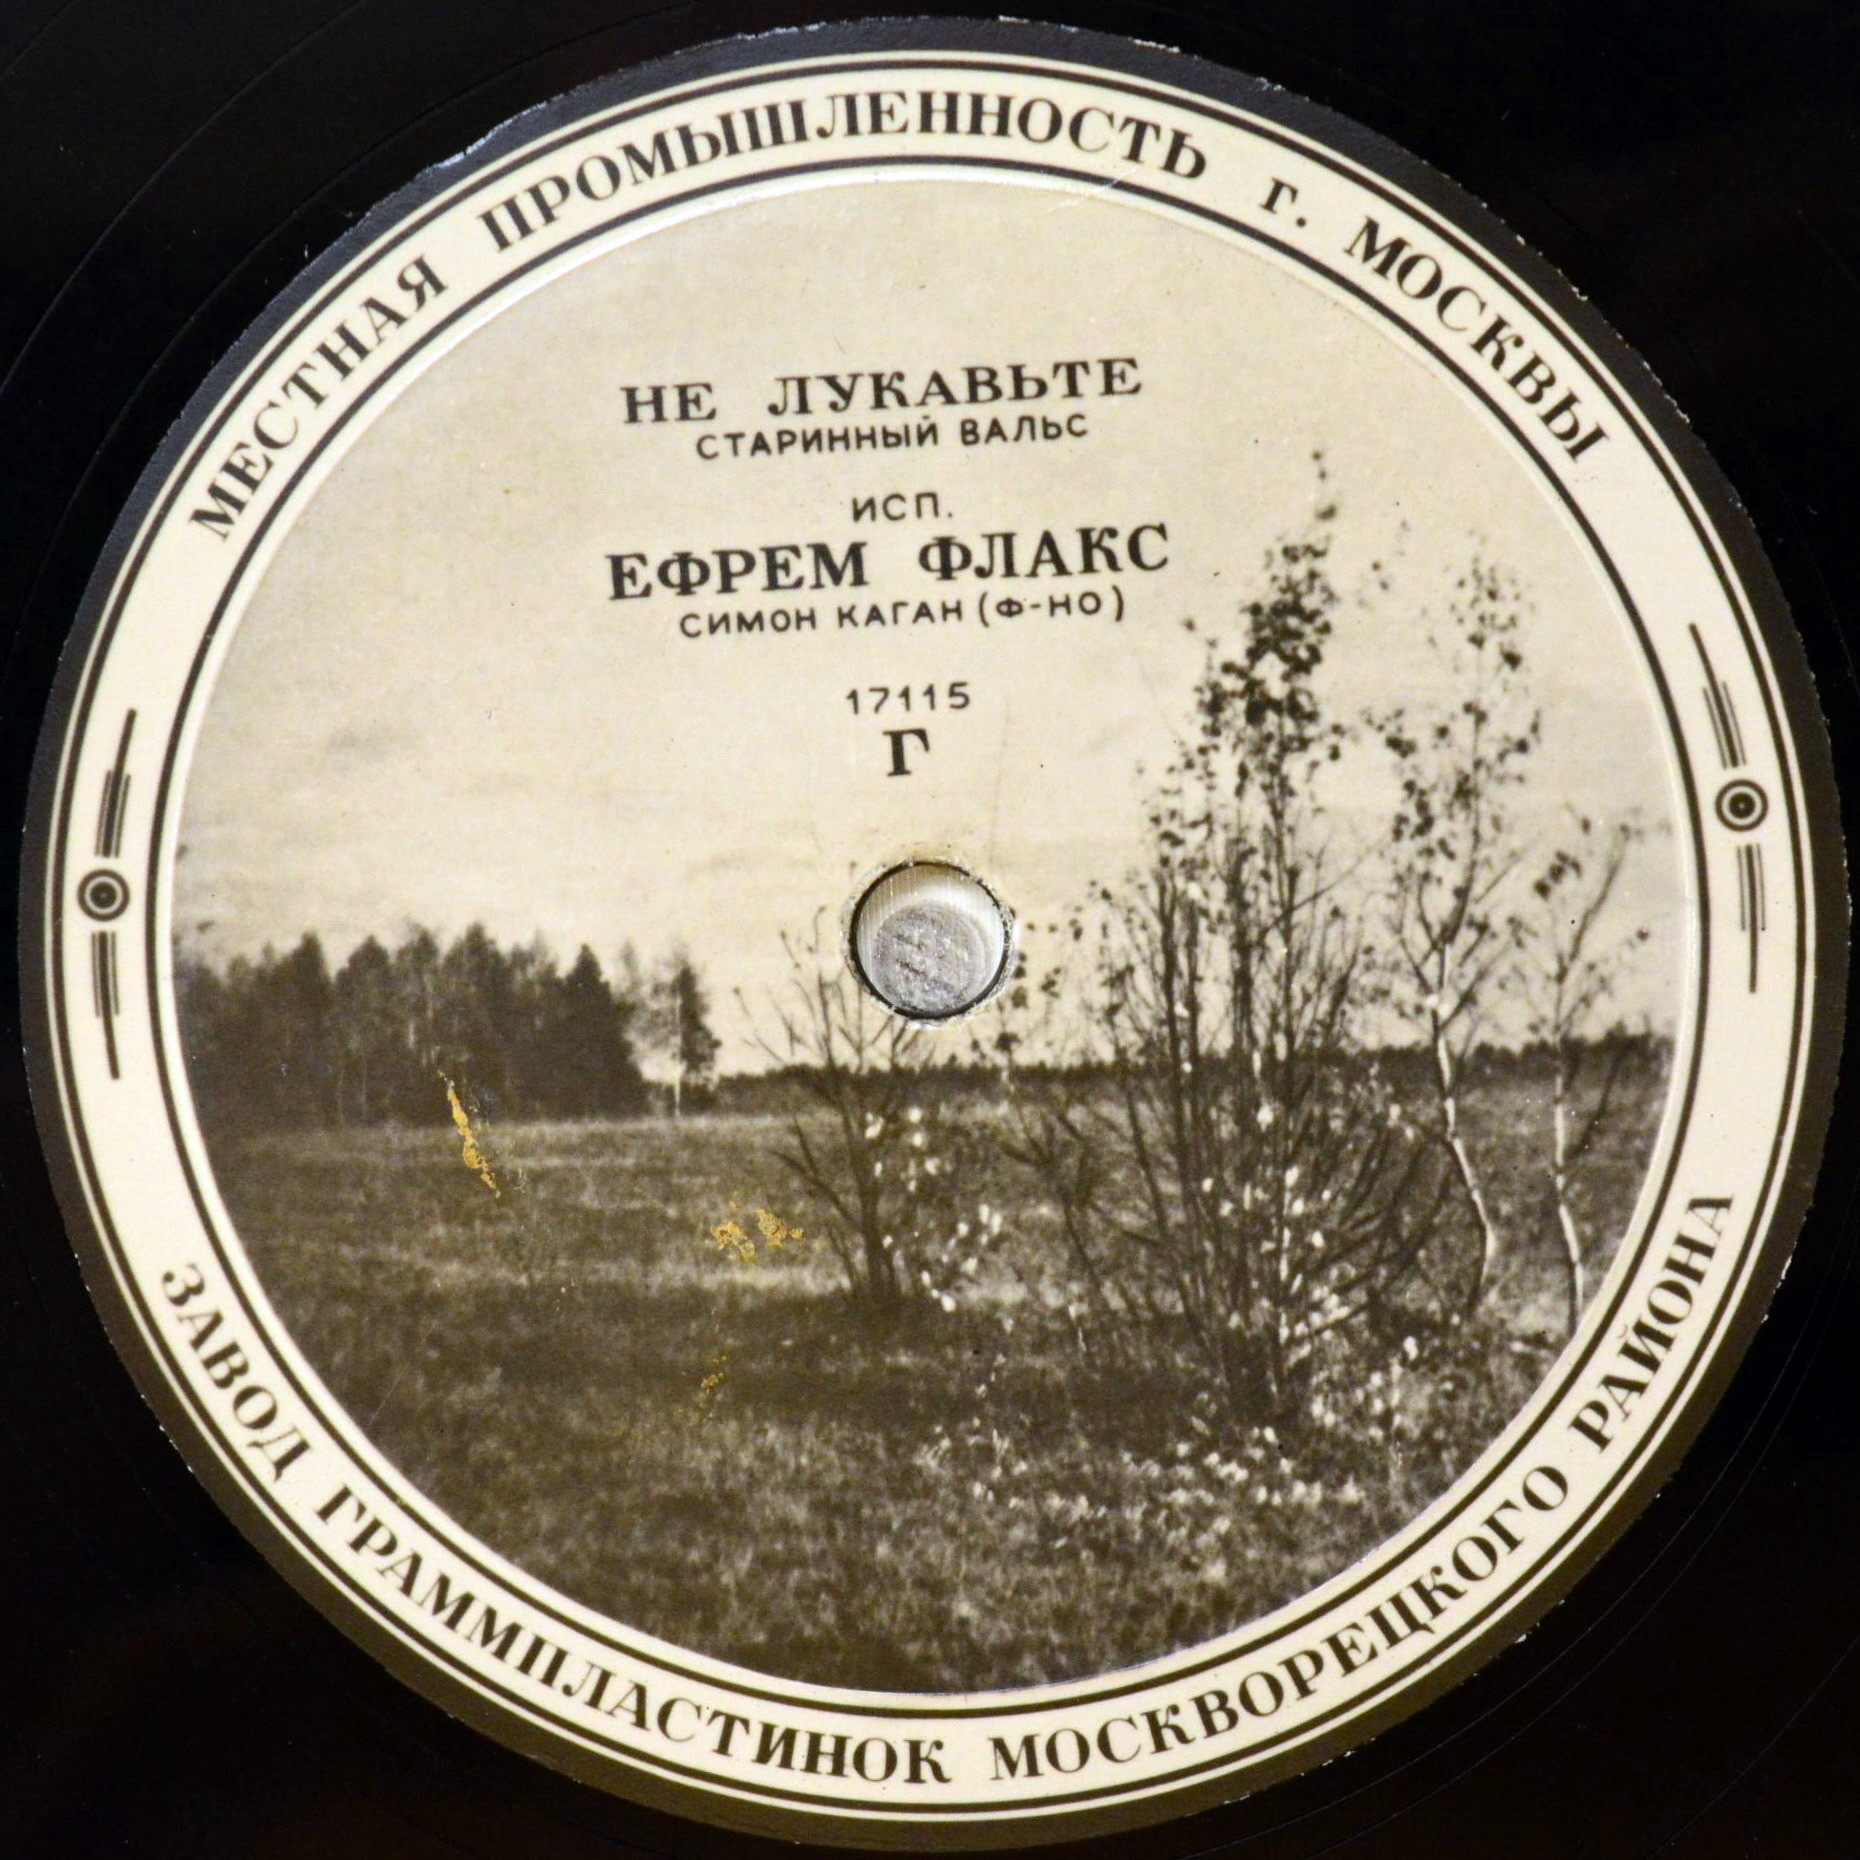 МЕСТНАЯ ПРОМЫШЛЕННОСТЬ г. МОСКВЫ
НЕ ЛУКАВЬТЕ
СТАРИННЫЙ ВАЛЬС
ИСП.
ЕФРЕМ ФЛАКС
СИМОН КАГАН (Ф-НО)
17115
Г
ЗАВОД ГРАММПЛАСТИНОК МОСКВОРЕЦКОГО РАЙОНА